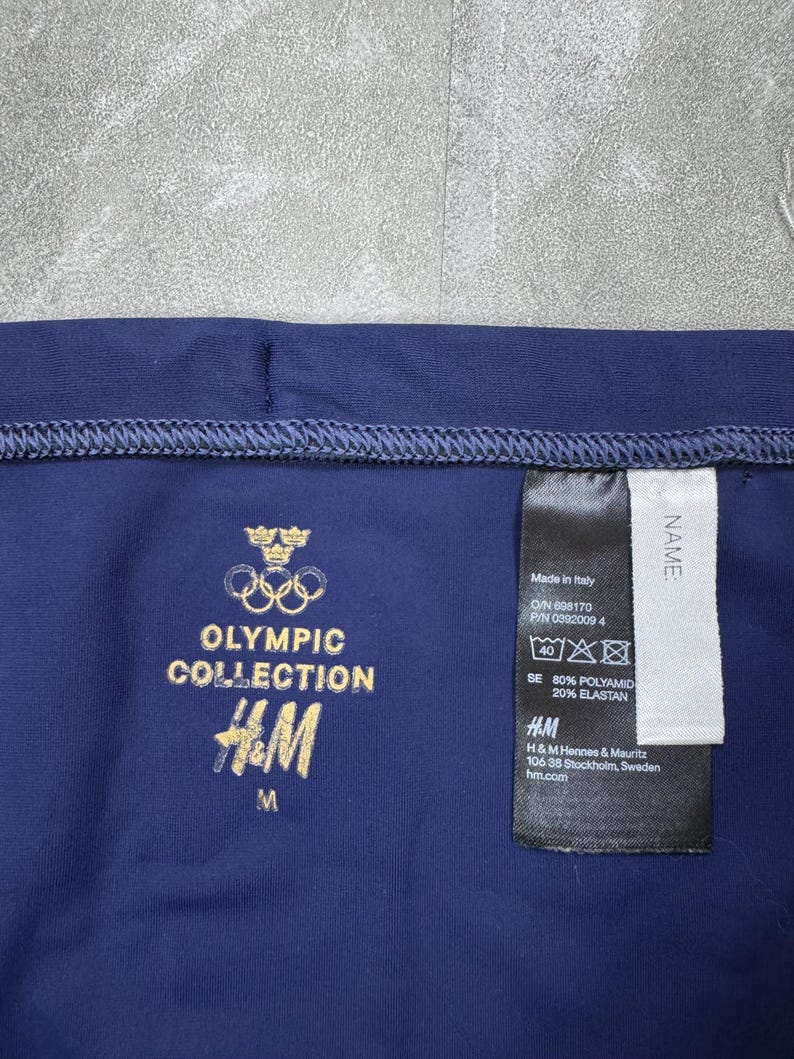 OLYMPIC
COLLECTION
H&M
M
Made in Italy
O/N 698170
P/N 0392009 4
40
SE 80% POLYAMID
20% ELASTAN
H&M
H & M Hennes & Mauritz
106 38 Stockholm, Sweden
hm.com
NAME: